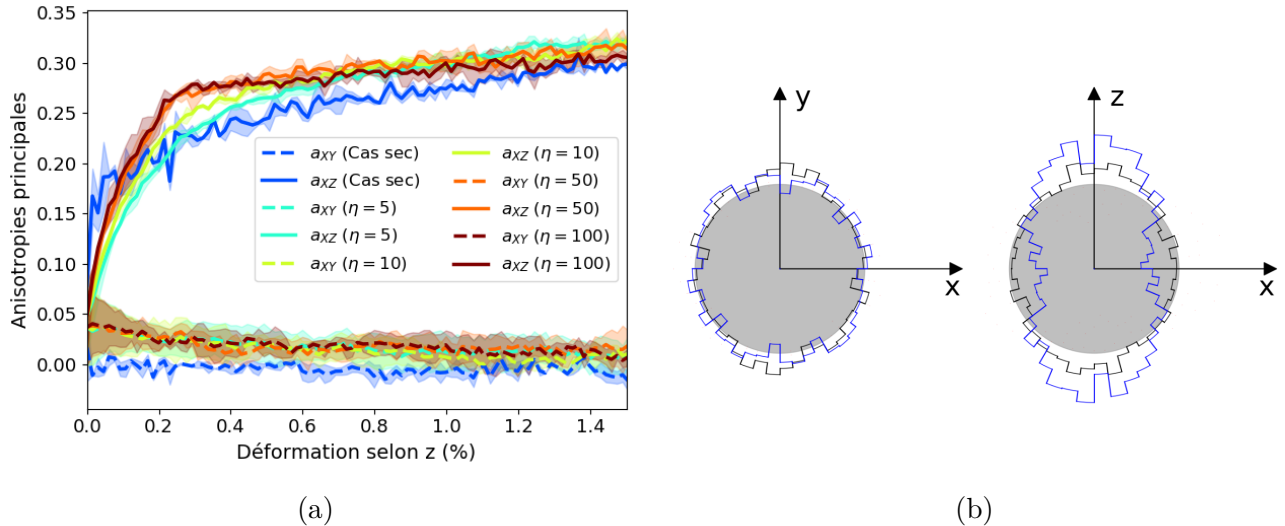 0.35
0.30
0.25
0.20
0.15
0.10
0.05
0.00
Anisotropies principales
0.0 0.2 0.4 0.6 0.8 1.0 1.2 1.4
Déformation selon z (%)
a_XY (Cas sec)
a_XZ (Cas sec)
a_XY (η = 5)
a_XZ (η = 5)
a_XY (η = 10)
a_XZ (η = 10)
a_XY (η = 50)
a_XZ (η = 50)
a_XY (η = 100)
a_XZ (η = 100)
y
x
z
x
(a)
(b)